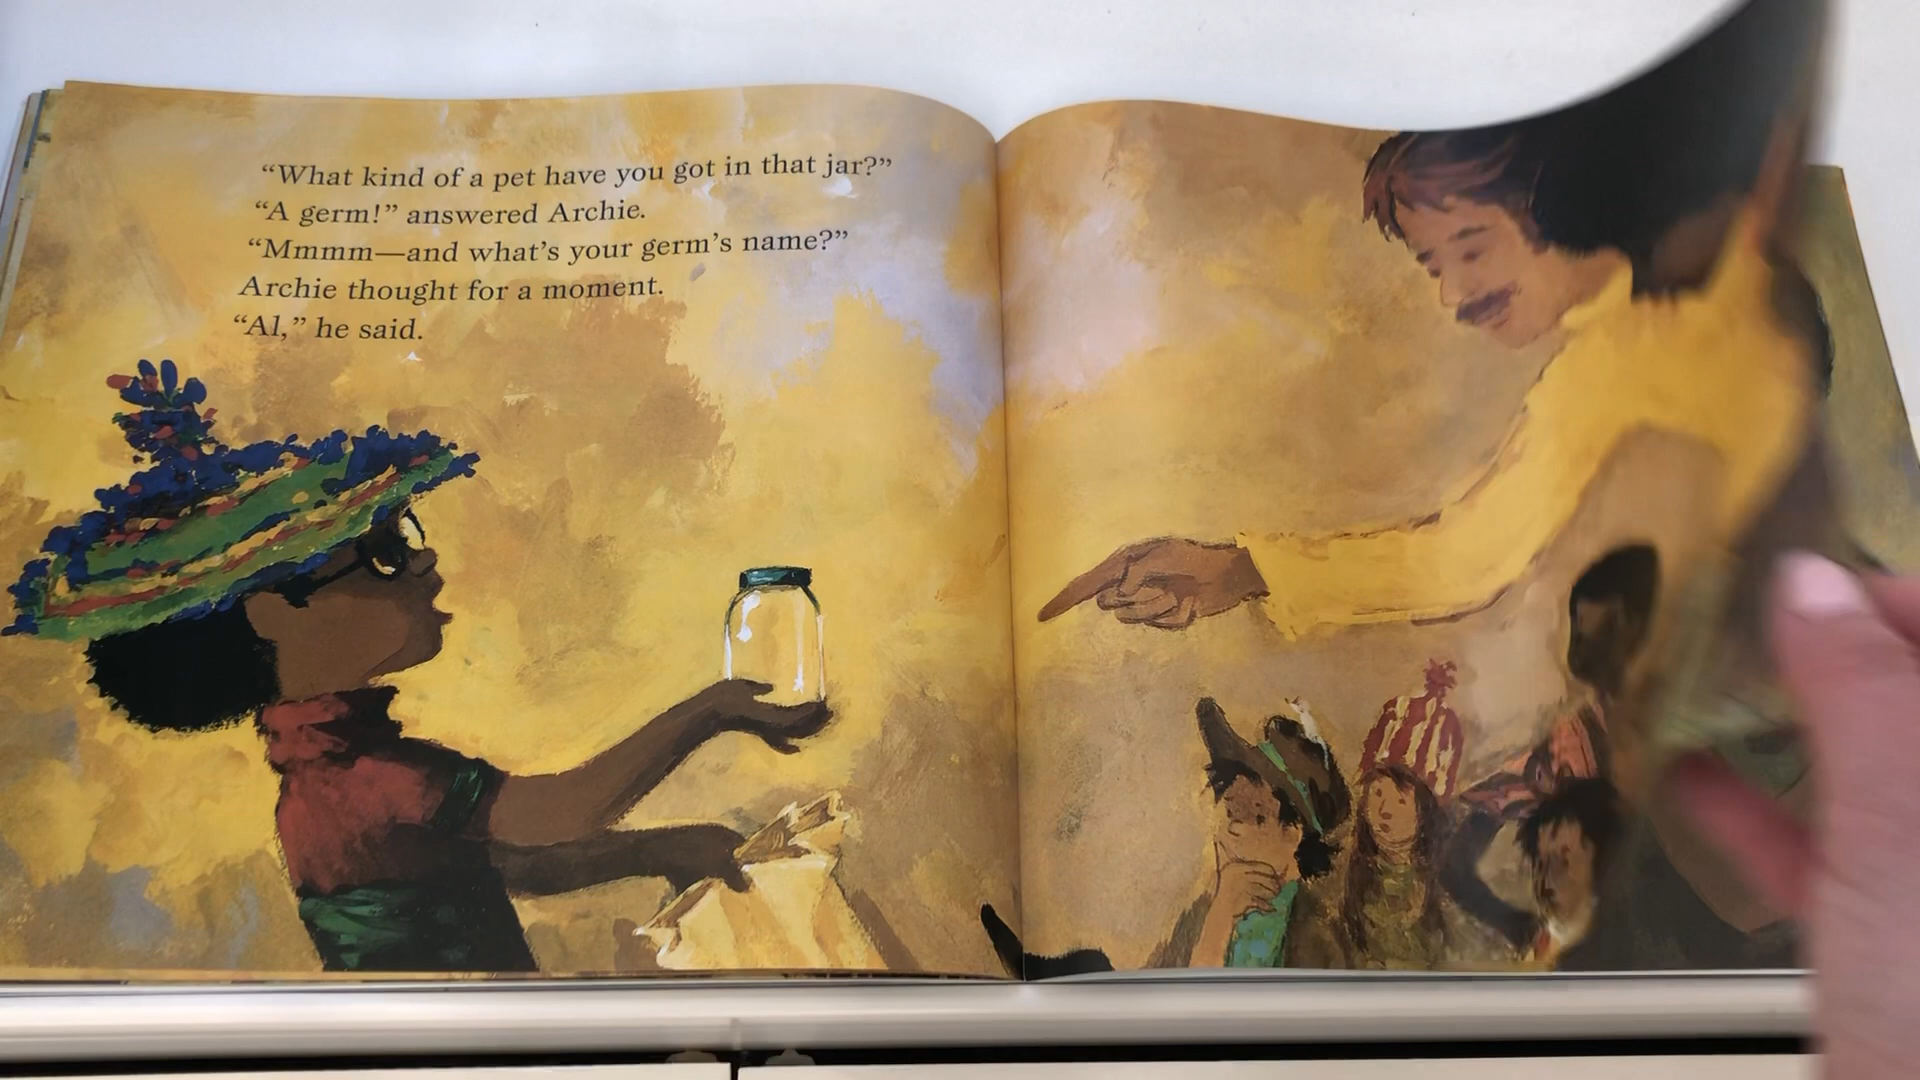 “What kind of a pet have you got in that jar?”
“A germ!” answered Archie.
“Mmmm—and what’s your germ’s name?”
Archie thought for a moment.
“Al,” he said.